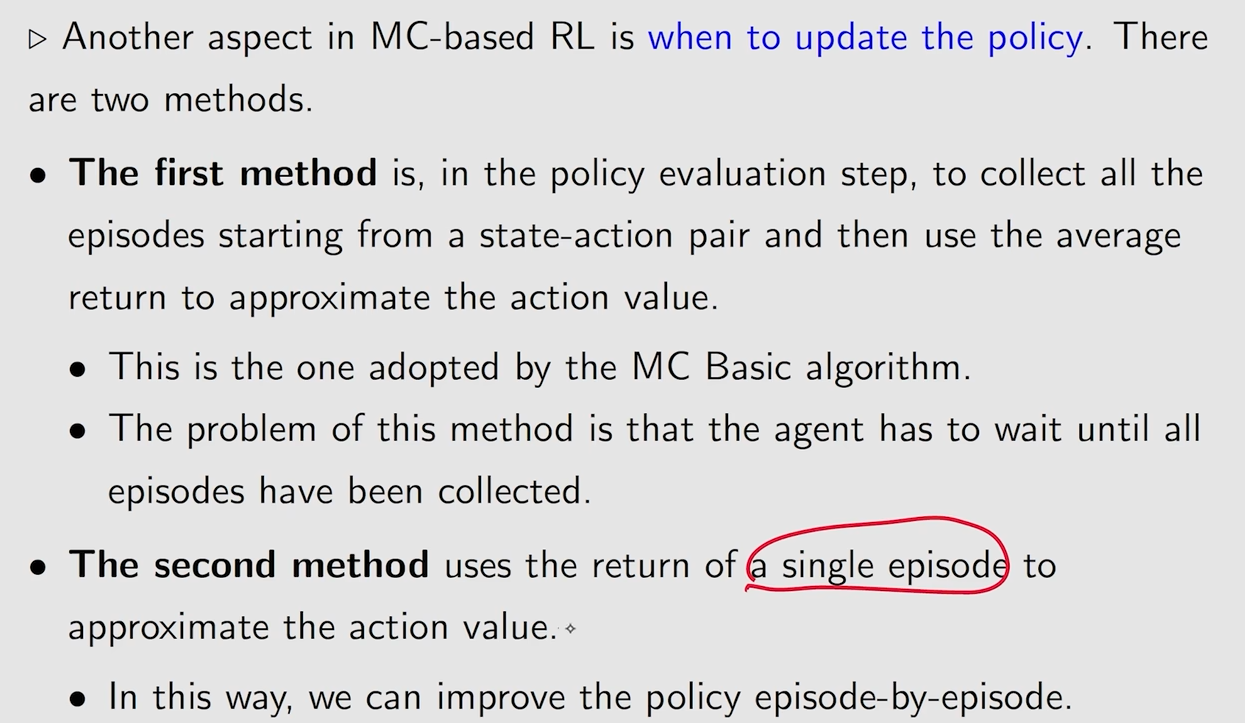 ▷ Another aspect in MC-based RL is when to update the policy. There
are two methods.
• The first method is, in the policy evaluation step, to collect all the
episodes starting from a state-action pair and then use the average
return to approximate the action value.
• This is the one adopted by the MC Basic algorithm.
• The problem of this method is that the agent has to wait until all
episodes have been collected.
• The second method uses the return of a single episode to
approximate the action value.
• In this way, we can improve the policy episode-by-episode.